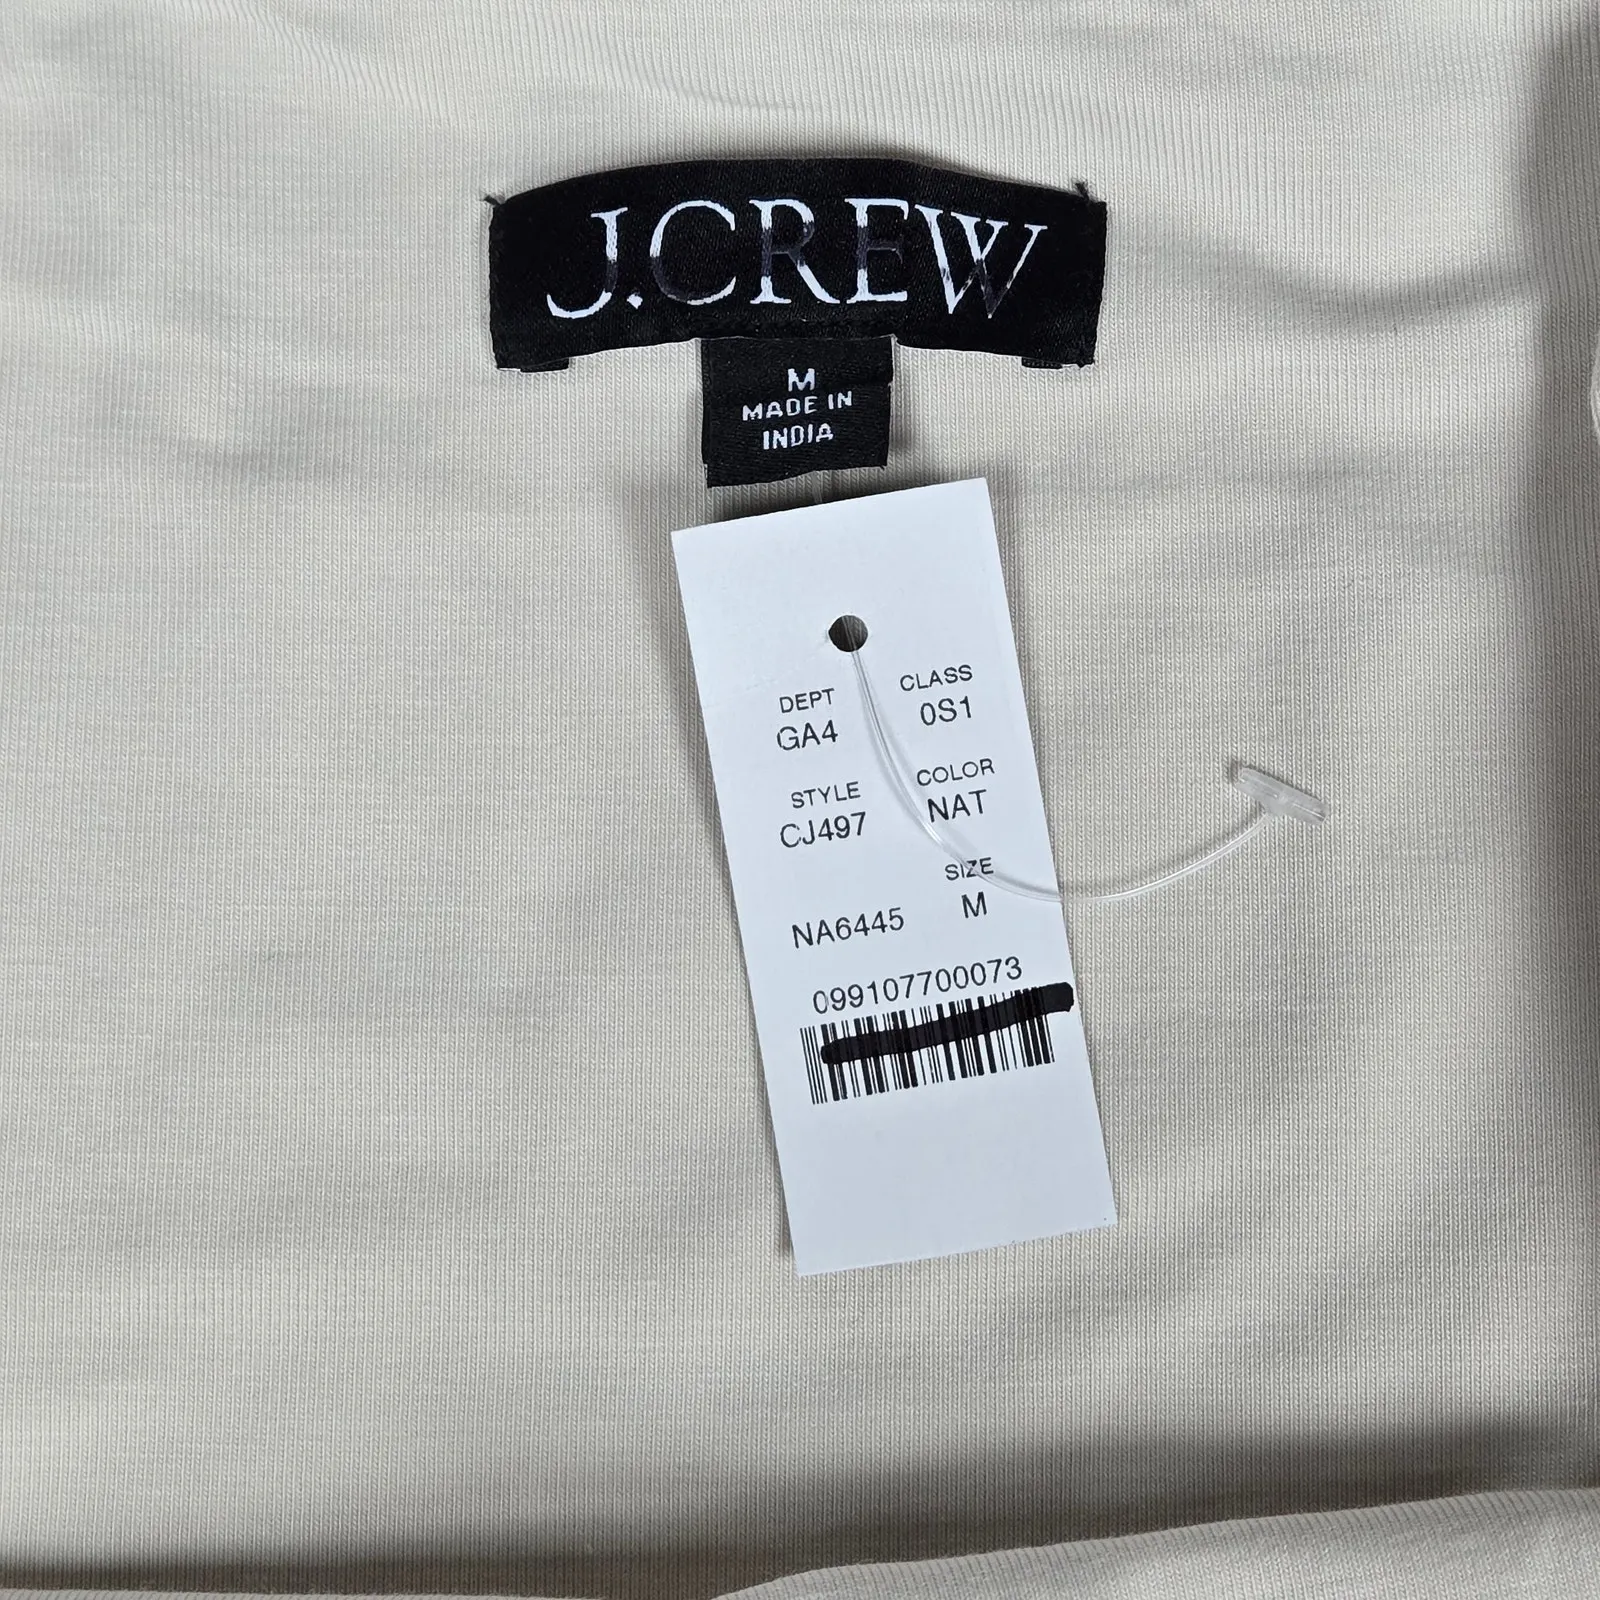 J.CREW
M
MADE IN
INDIA
DEPT CLASS
GA4 0S1
STYLE COLOR
CJ497 NAT
SIZE
NA6445 M
099107700073